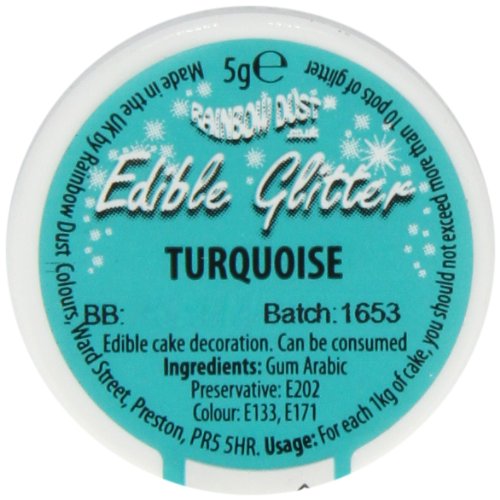 5g℮
RAINBOW DUST
.co.uk
Edible Glitter
TURQUOISE
BB:
Batch: 1653
Edible cake decoration. Can be consumed
Ingredients: Gum Arabic
Preservative: E202
Colour: E133, E171
Made in the UK by Rainbow Dust Colours, Ward Street, Preston, PR5 5HR. Usage: For each 1kg of cake, you should not exceed more than 10 pots of glitter